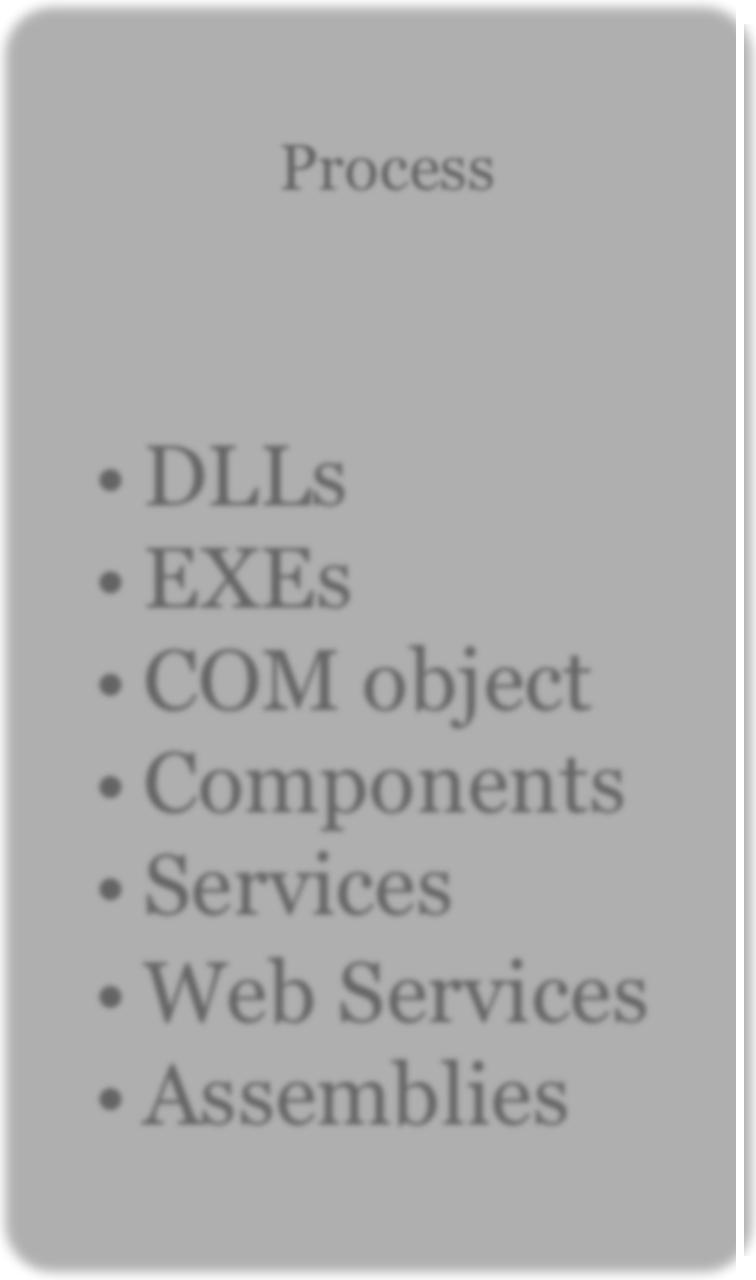 Process
• DLLs
• EXEs
• COM object
• Components
• Services
• Web Services
• Assemblies